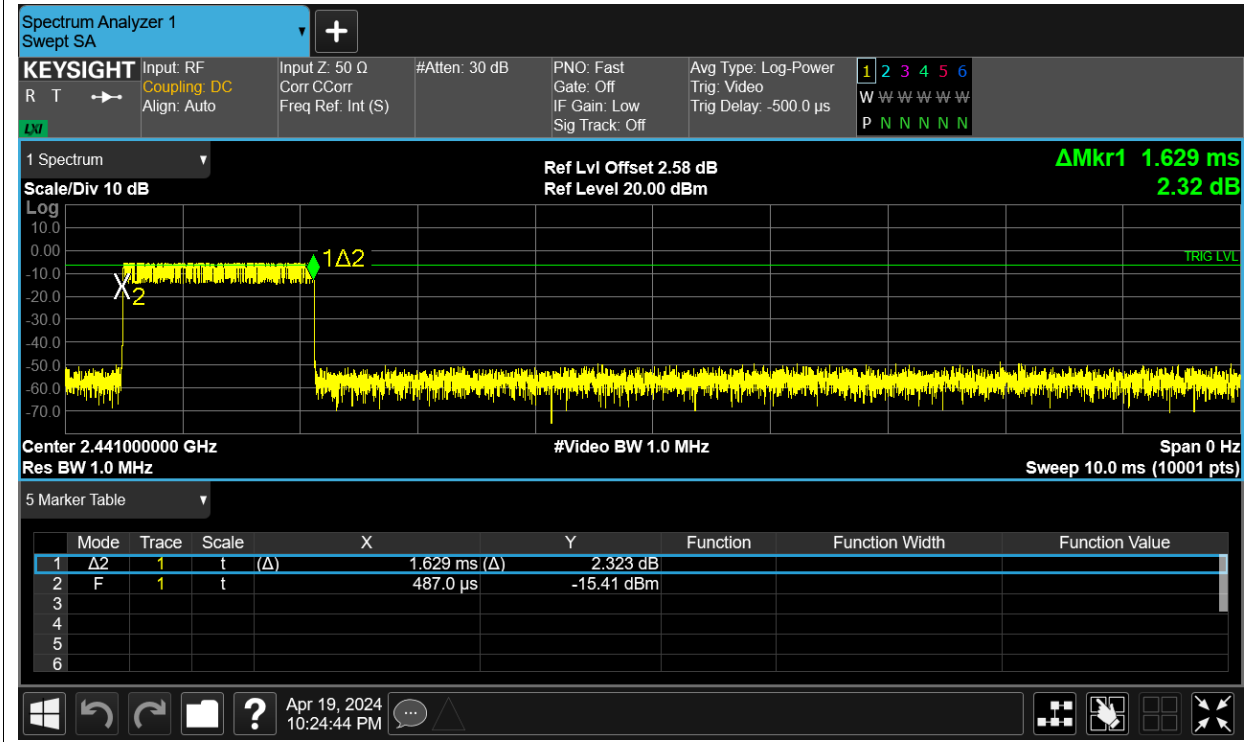 Spectrum Analyzer 1
Swept SA
+
KEYSIGHT Input: RF Input Z: 50 Ω #Atten: 30 dB PNO: Fast Avg Type: Log-Power 1 2 3 4 5 6
R T Coupling: DC Corr CCorr Gate: Off Trig: Video W W W W W W
Align: Auto Freq Ref: Int (S) IF Gain: Low Trig Delay: -500.0 µs P N N N N N
LXI Sig Track: Off
1 Spectrum Ref Lvl Offset 2.58 dB ΔMkr1 1.629 ms
Scale/Div 10 dB Ref Level 20.00 dBm 2.32 dB
Log
10.0
0.00 1Δ2 TRIG LVL
-10.0
-20.0 X2
-30.0
-40.0
-50.0
-60.0
-70.0
Center 2.441000000 GHz #Video BW 1.0 MHz Span 0 Hz
Res BW 1.0 MHz Sweep 10.0 ms (10001 pts)
5 Marker Table
Mode Trace Scale X Y Function Function Width Function Value
1 Δ2 1 t (Δ) 1.629 ms (Δ) 2.323 dB
2 F 1 t 487.0 µs -15.41 dBm
3
4
5
6
? Apr 19, 2024
10:24:44 PM